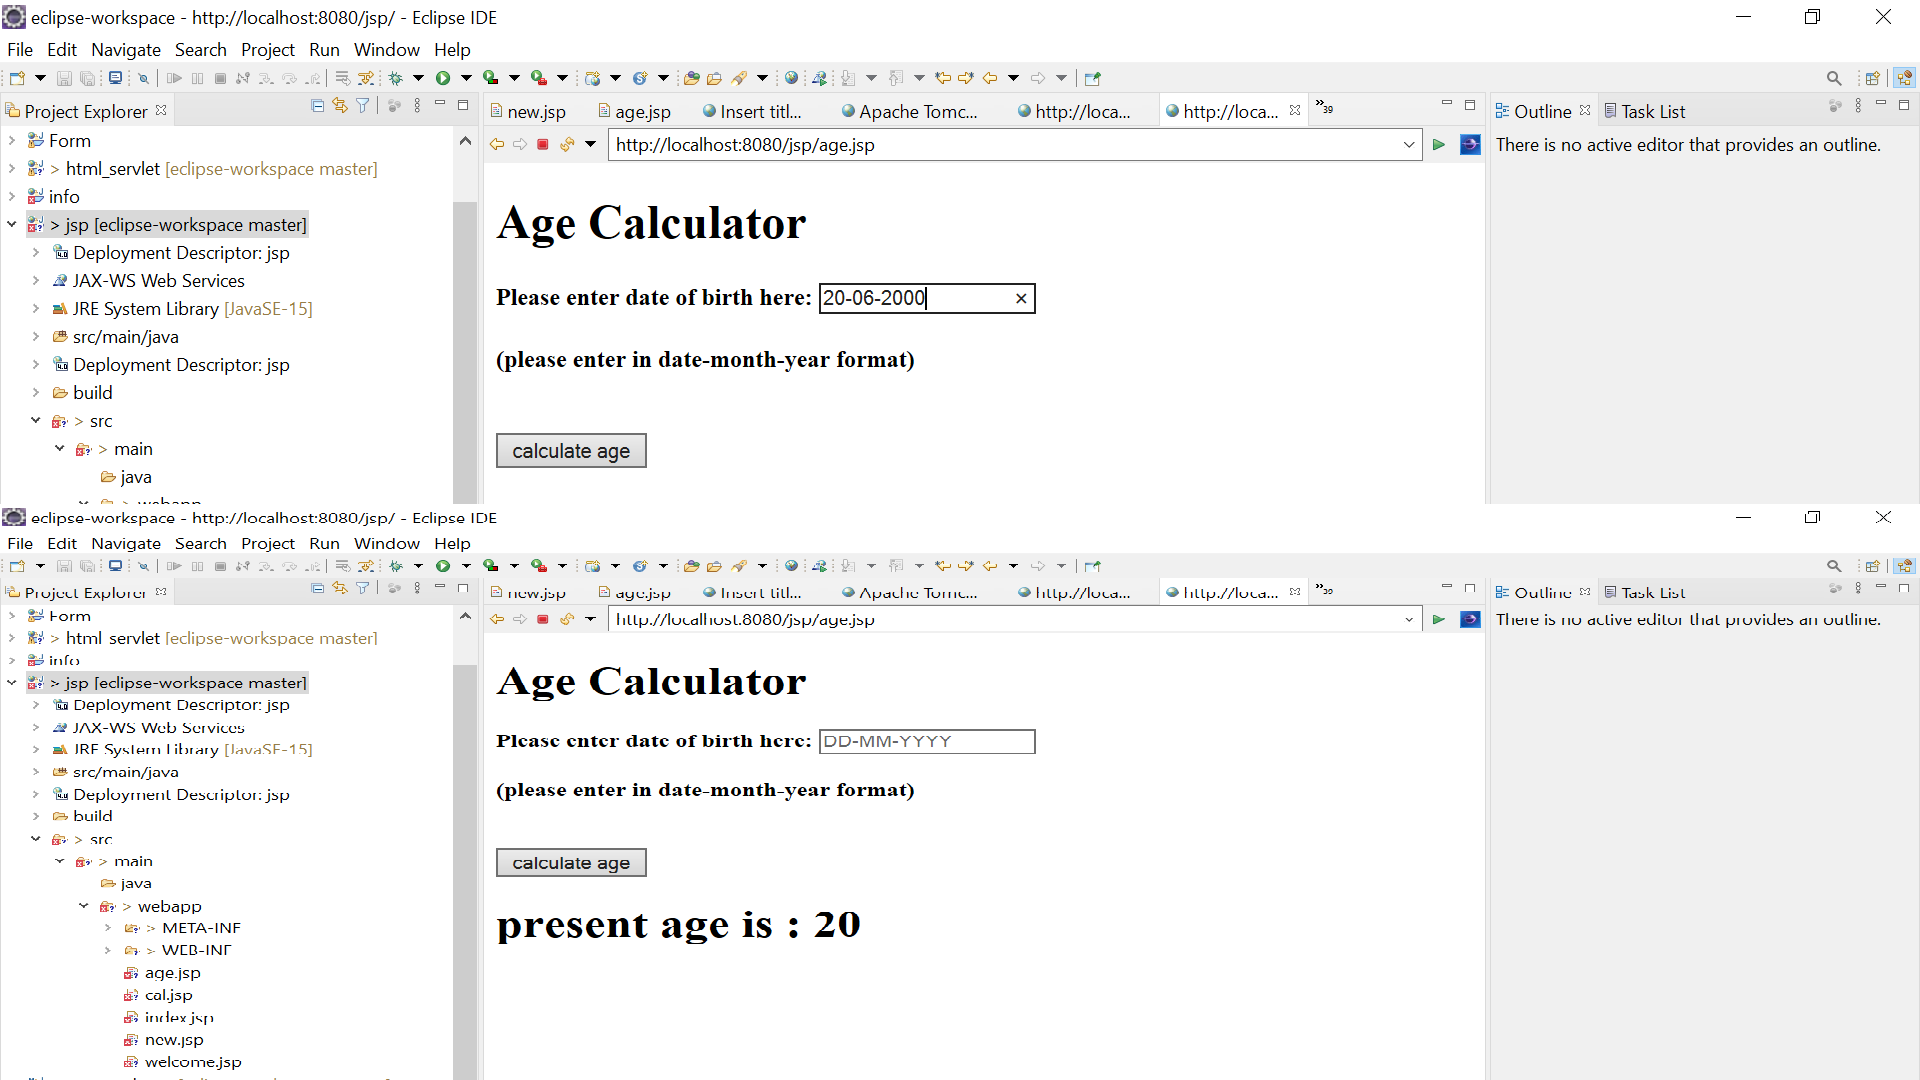 eclipse-workspace - http://localhost:8080/jsp/ - Eclipse IDE
File Edit Navigate Search Project Run Window Help
Project Explorer
new.jsp age.jsp Insert titl... Apache Tomc... http://loca... http://loca... »39
Outline Task List
Form
http://localhost:8080/jsp/age.jsp
There is no active editor that provides an outline.
> html_servlet [eclipse-workspace master]
info
> jsp [eclipse-workspace master]
Deployment Descriptor: jsp
JAX-WS Web Services
JRE System Library [JavaSE-15]
src/main/java
Deployment Descriptor: jsp
build
> src
> main
java
> webapp
Age Calculator
Please enter date of birth here: 20-06-2000
(please enter in date-month-year format)
calculate age
eclipse-workspace - http://localhost:8080/jsp/ - Eclipse IDE
File Edit Navigate Search Project Run Window Help
Project Explorer
new.jsp age.jsp Insert titl... Apache Tomc... http://loca... http://loca... »39
Outline Task List
Form
http://localhost:8080/jsp/age.jsp
There is no active editor that provides an outline.
> html_servlet [eclipse-workspace master]
info
> jsp [eclipse-workspace master]
Deployment Descriptor: jsp
JAX-WS Web Services
JRE System Library [JavaSE-15]
src/main/java
Deployment Descriptor: jsp
build
> src
> main
java
> webapp
> META-INF
> WEB-INF
age.jsp
cal.jsp
index.jsp
new.jsp
welcome.jsp
Age Calculator
Please enter date of birth here: DD-MM-YYYY
(please enter in date-month-year format)
calculate age
present age is : 20